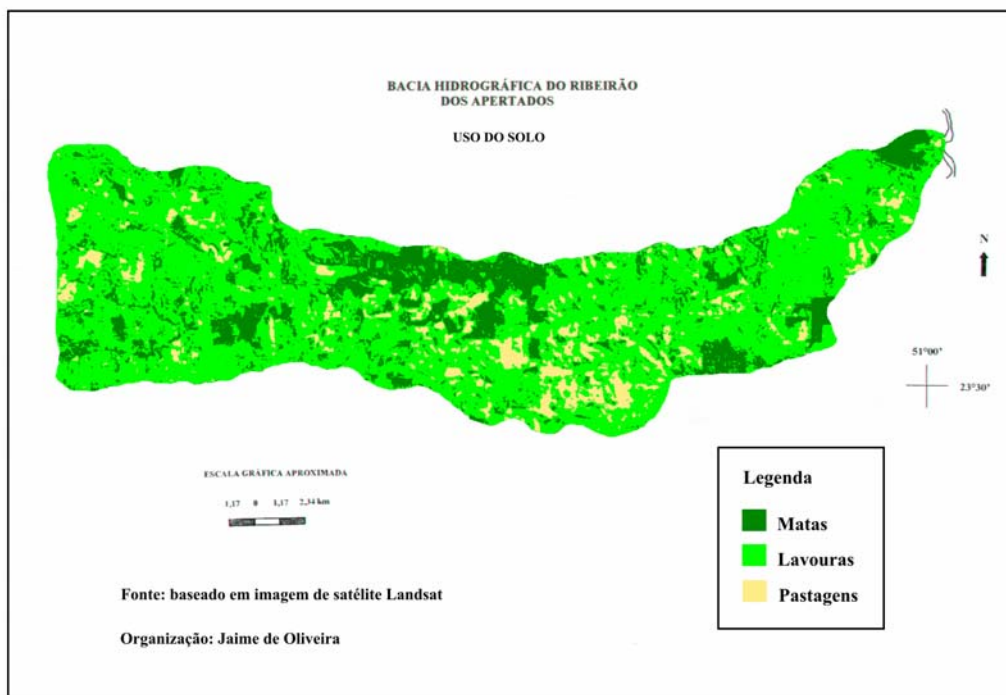 BACIA HIDROGRÁFICA DO RIBEIRÃO
DOS APERTADOS
USO DO SOLO
N
51°00'
23°30'
ESCALA GRÁFICA APROXIMADA
1,17 0 1,17 2,34 km
Legenda
Matas
Lavouras
Pastagens
Fonte: baseado em imagem de satélite Landsat
Organização: Jaime de Oliveira